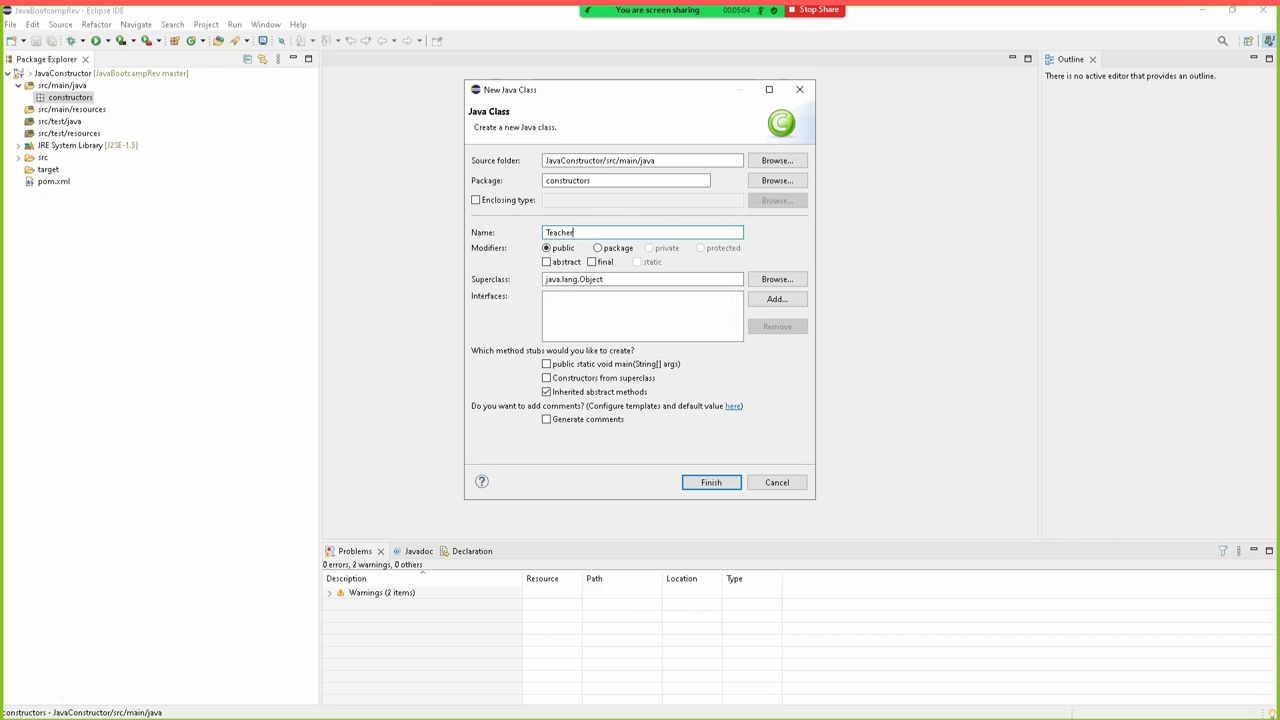 JavaBootcampRev - Eclipse IDE
You are screen sharing
00:05:04
Stop Share
File Edit Source Refactor Navigate Search Project Run Window Help
Package Explorer
JavaConstructor [JavaBootcampRev master]
src/main/java
constructors
src/main/resources
src/test/java
src/test/resources
JRE System Library [J2SE-1.5]
src
target
pom.xml
New Java Class
Java Class
Create a new Java class.
Source folder: JavaConstructor/src/main/java Browse...
Package: constructors Browse...
Enclosing type: Browse...
Name: Teacher
Modifiers: public package private protected
abstract final static
Superclass: java.lang.Object Browse...
Interfaces: Add...
Remove
Which method stubs would you like to create?
public static void main(String[] args)
Constructors from superclass
Inherited abstract methods
Do you want to add comments? (Configure templates and default value here)
Generate comments
Finish Cancel
Outline
There is no active editor that provides an outline.
Problems Javadoc Declaration
0 errors, 2 warnings, 0 others
Description Resource Path Location Type
Warnings (2 items)
constructors - JavaConstructor/src/main/java